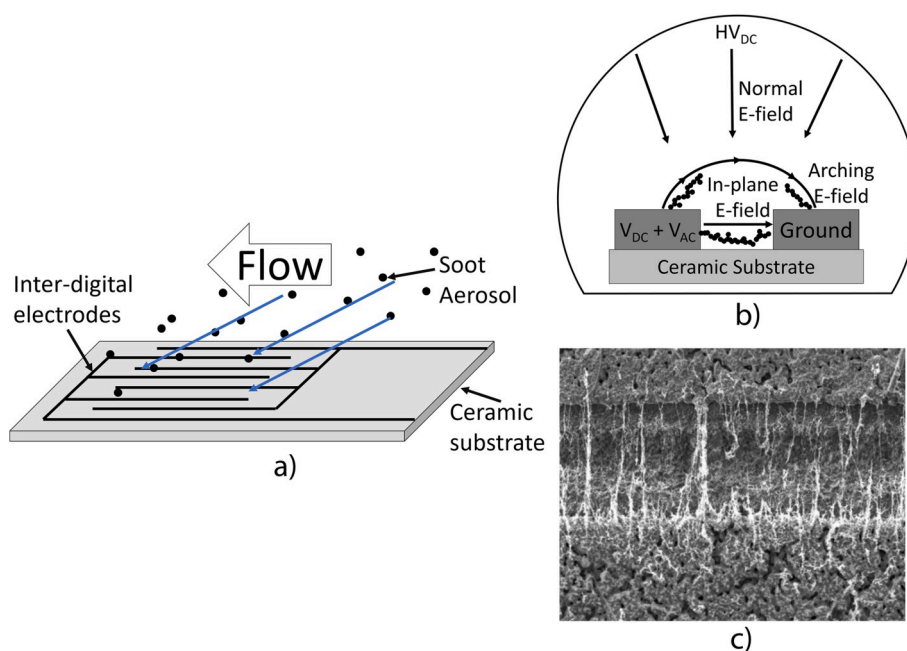 Flow
Soot
Aerosol
Inter-digital
electrodes
Ceramic
substrate
a)
HV_DC
Normal
E-field
In-plane
E-field
Arching
E-field
V_DC + V_AC
Ground
Ceramic Substrate
b)
c)